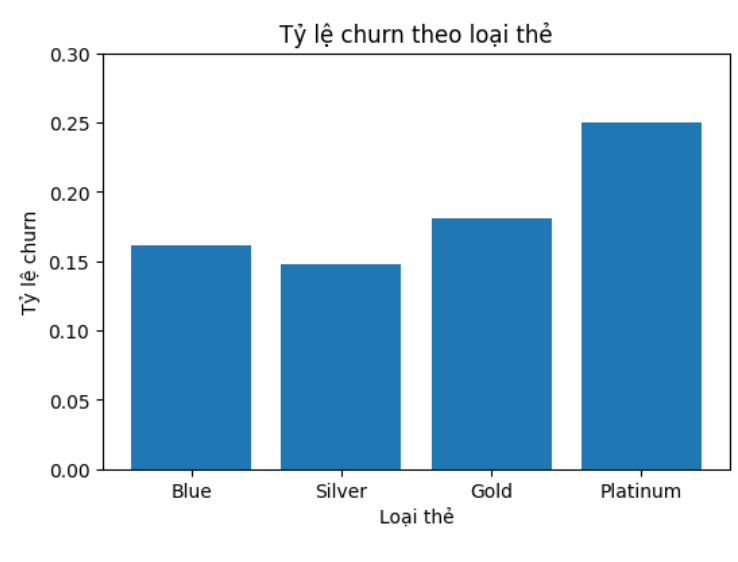 Tỷ lệ churn theo loại thẻ
0.30
0.25
0.20
0.15
0.10
0.05
0.00
Tỷ lệ churn
Blue Silver Gold Platinum
Loại thẻ